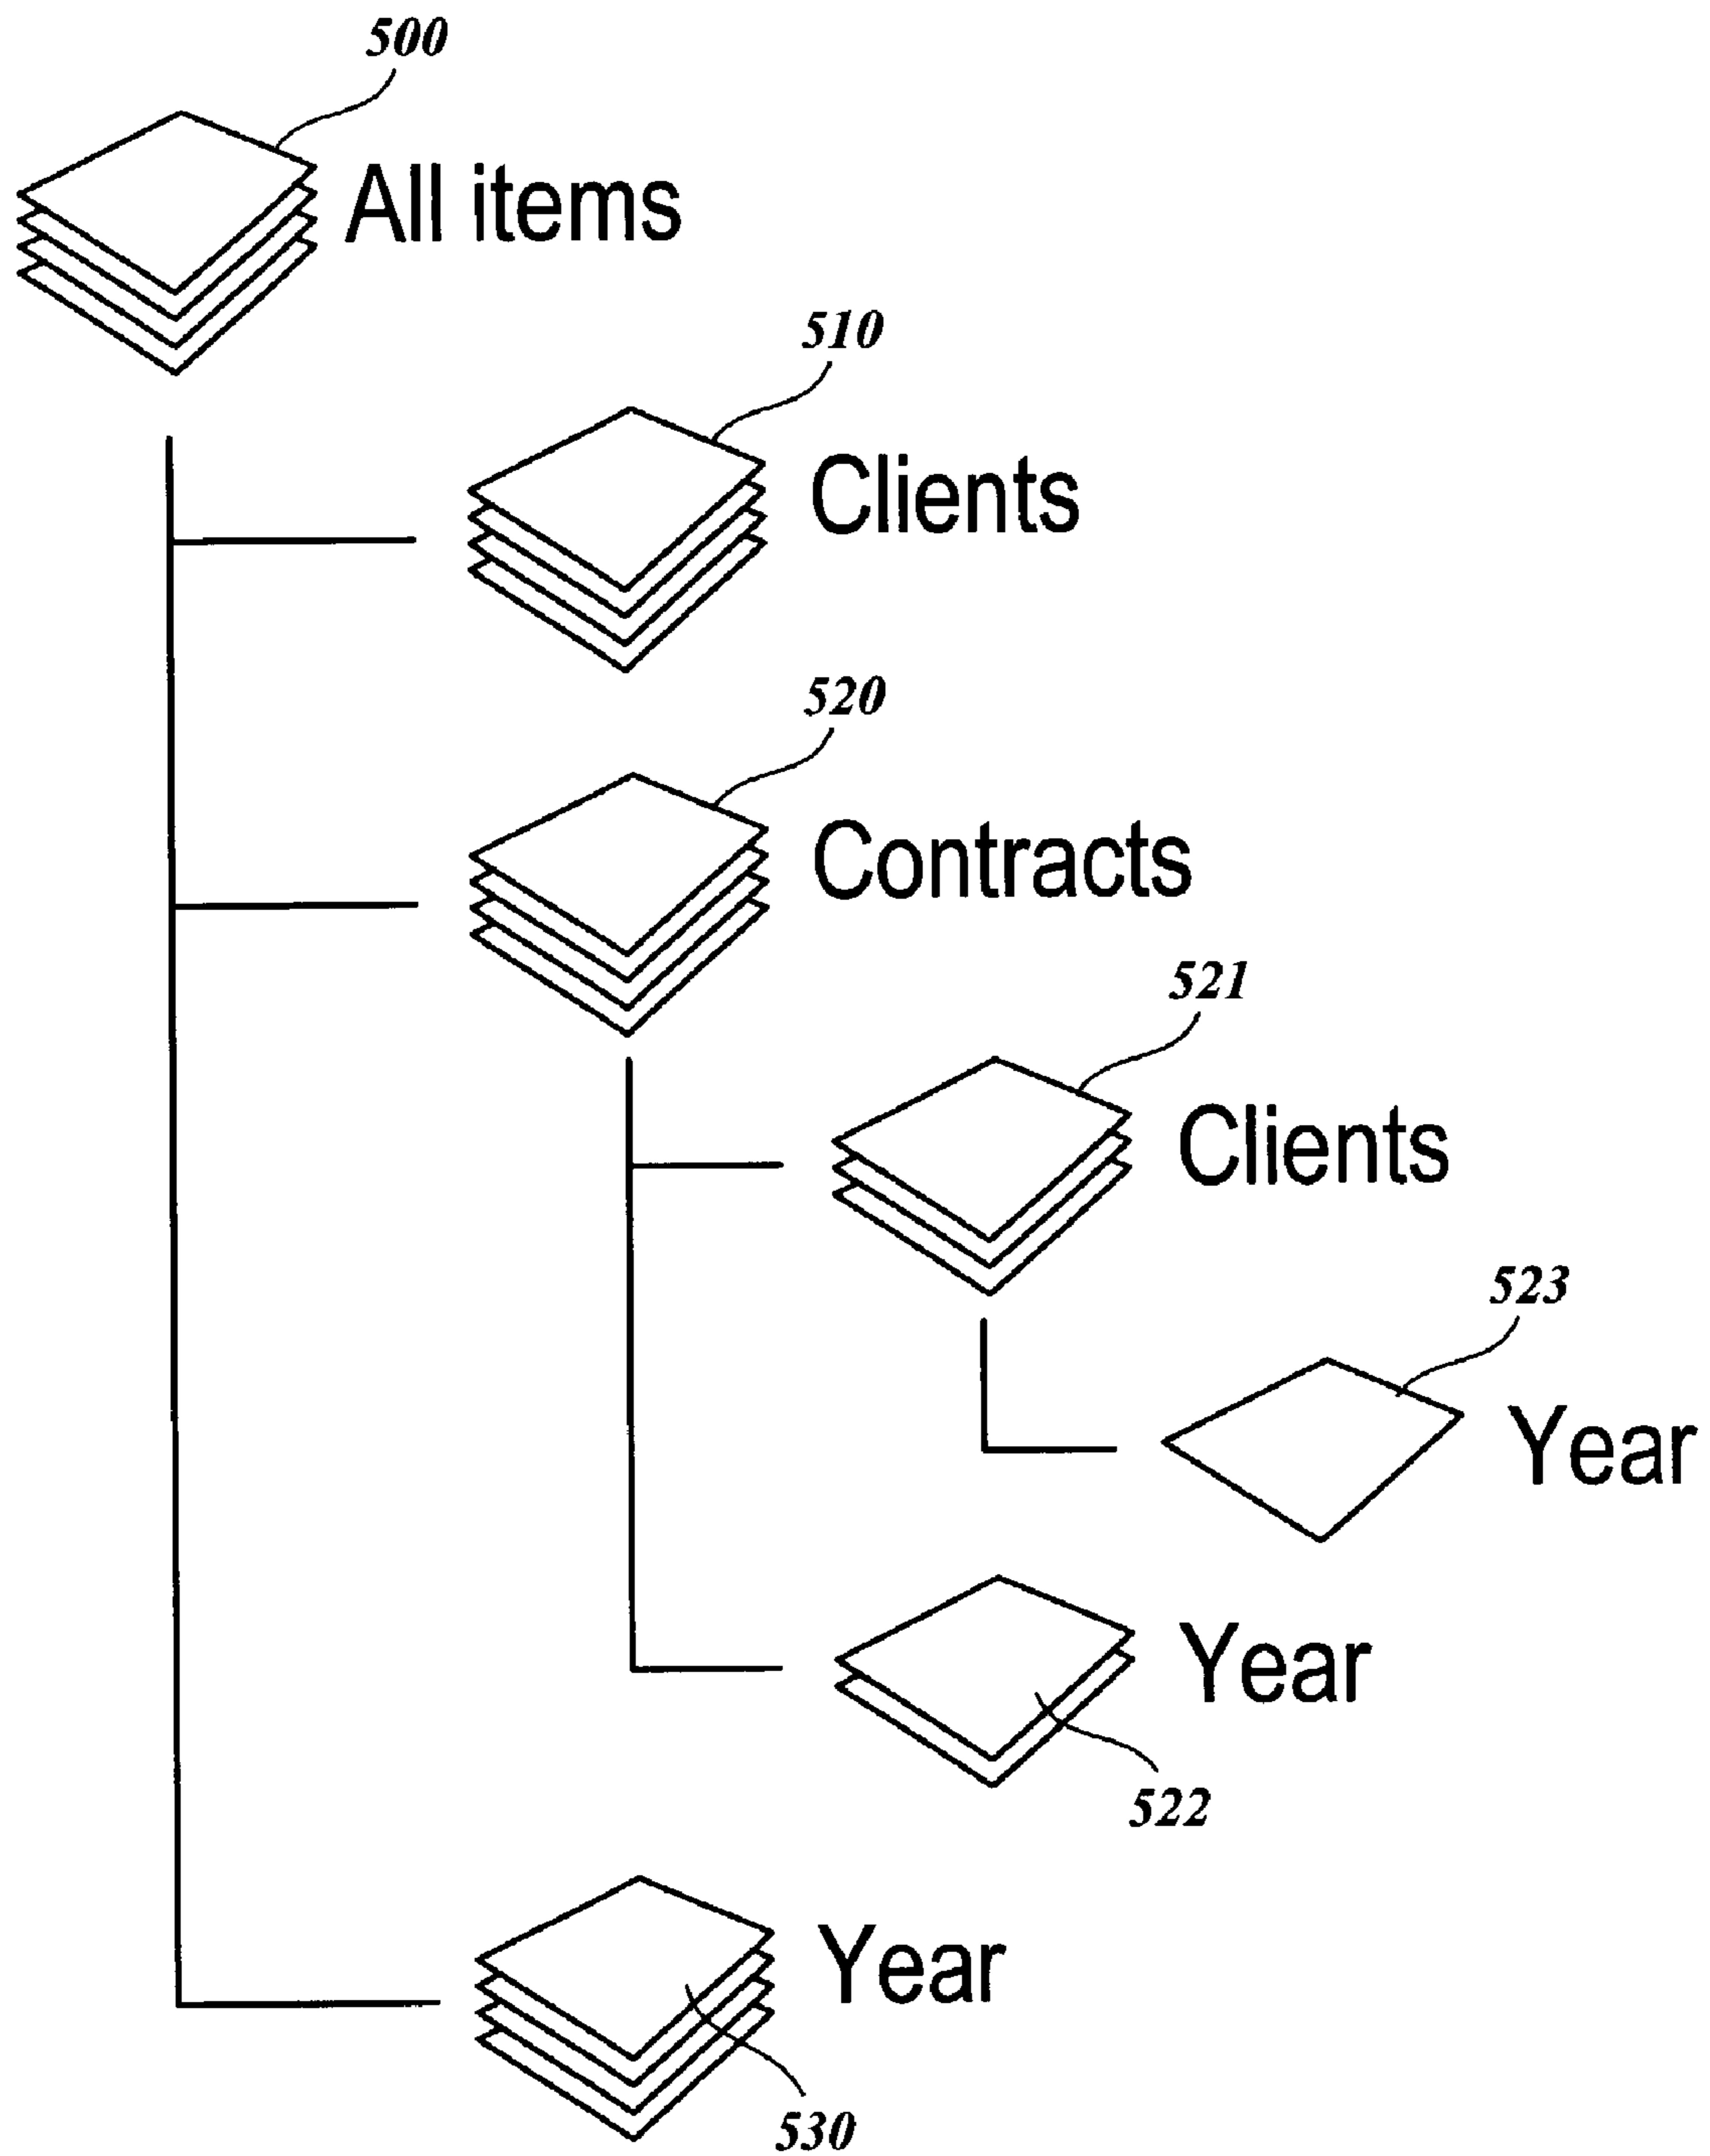 500
All items
510
Clients
520
Contracts
521
Clients
523
Year
Year
522
Year
530